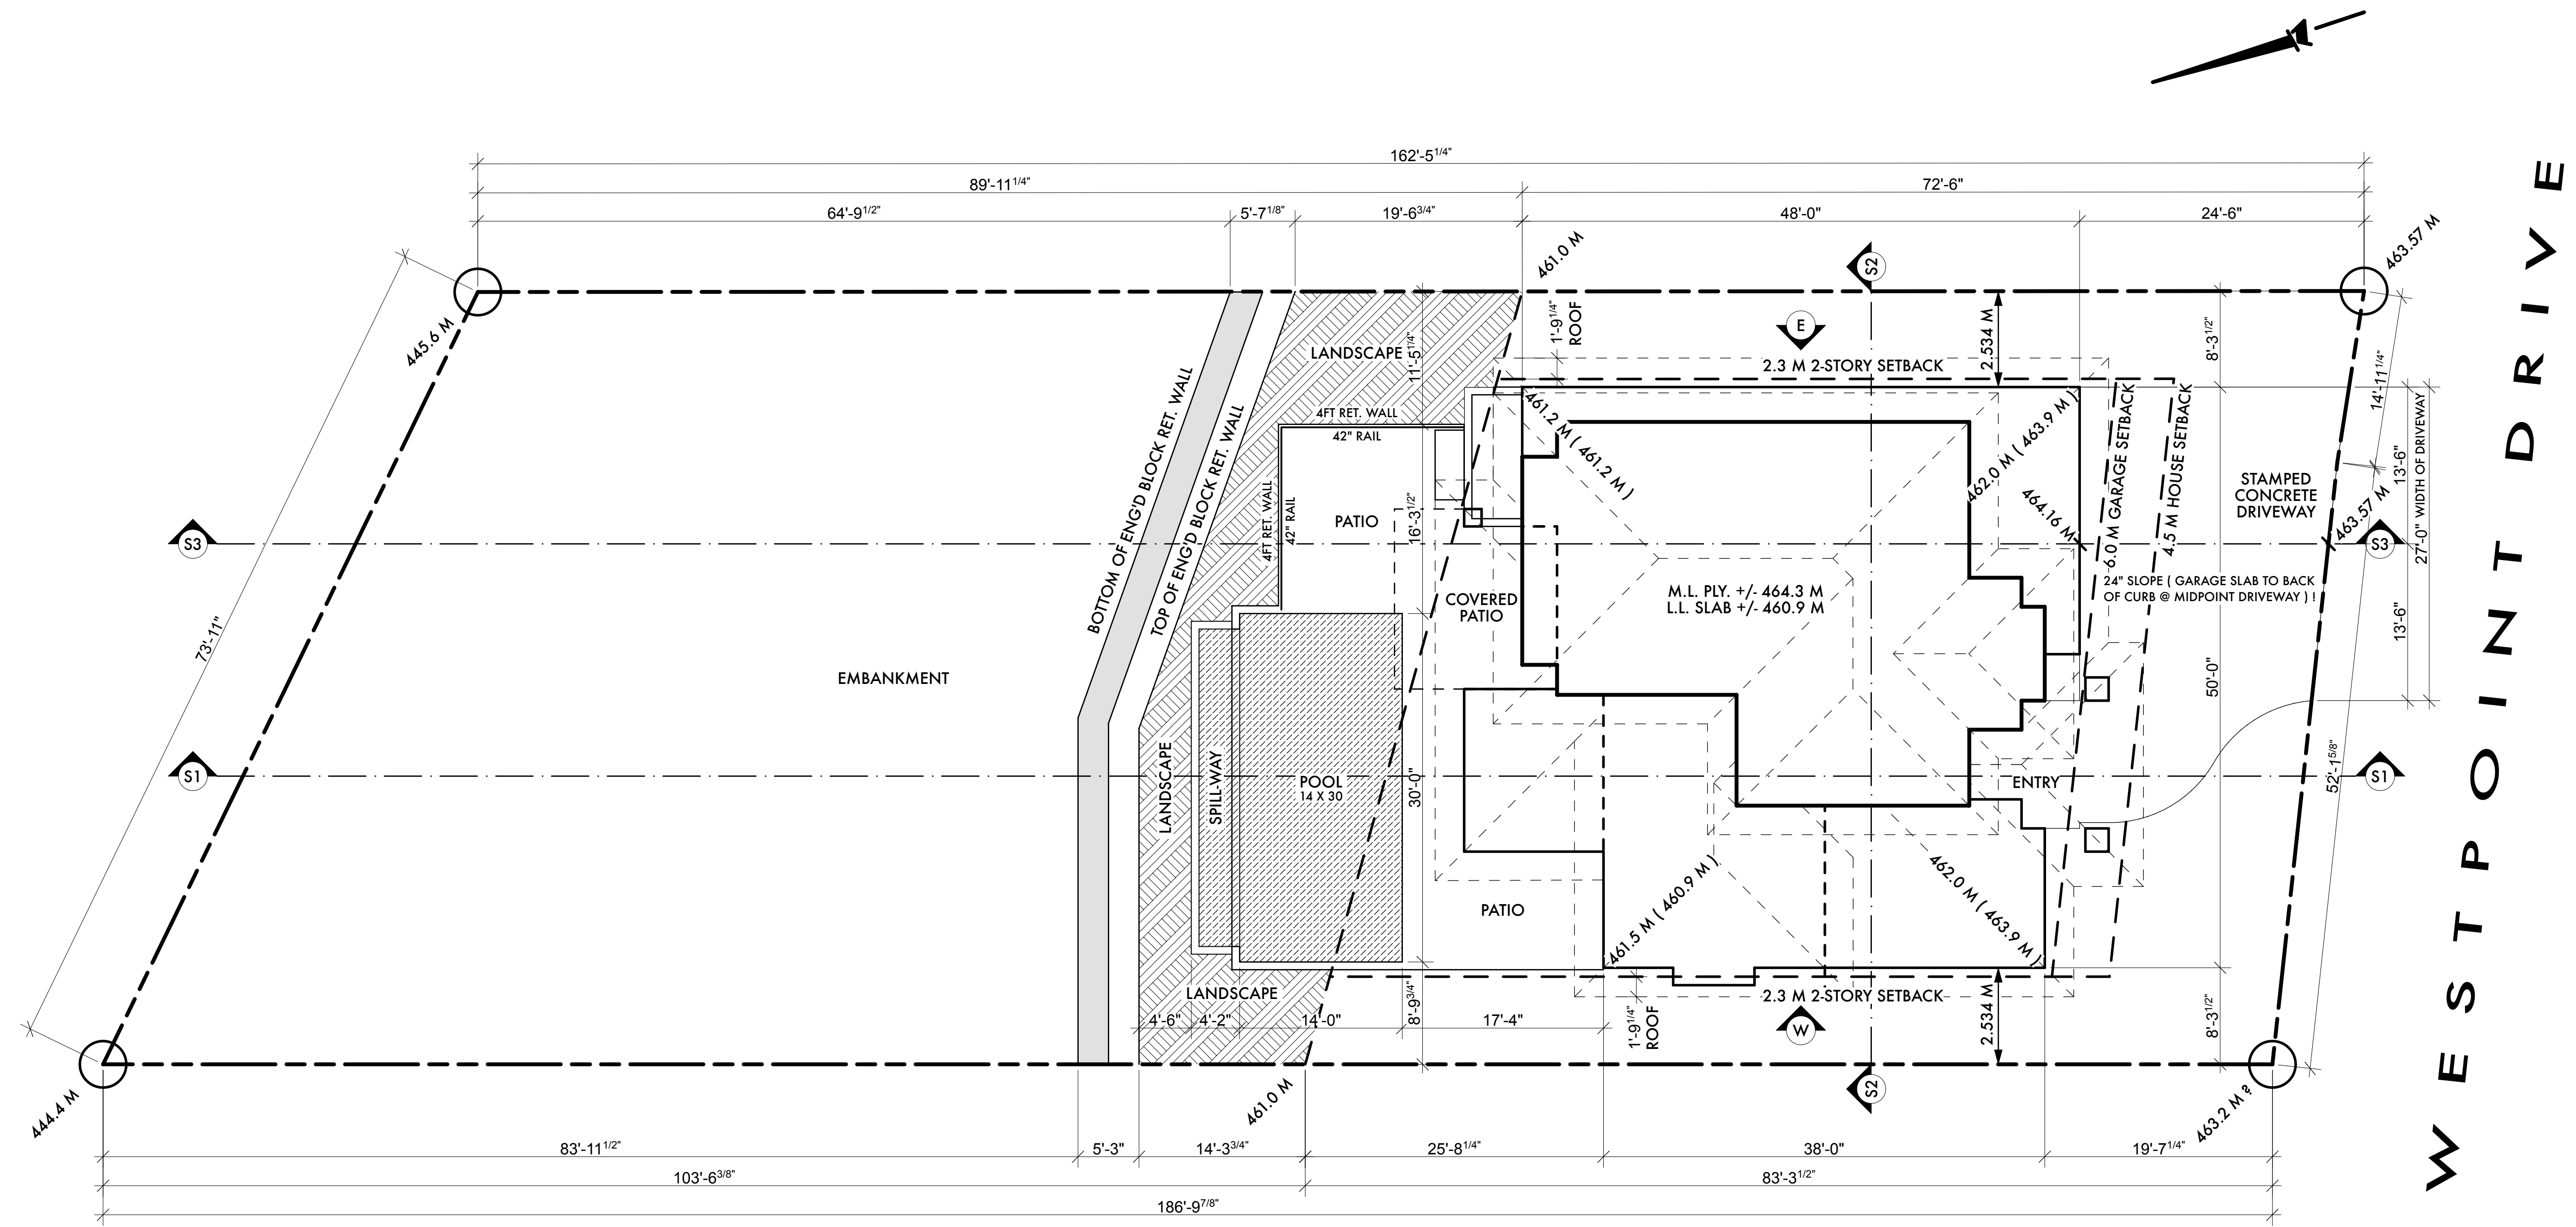 162'-5 1/4"
89'-11 1/4"
72'-6"
64'-9 1/2"
5'-7 1/8"
19'-6 3/4"
48'-0"
24'-6"
463.57 M
461.0 M
S2
445.6 M
LANDSCAPE
11'-5 1/4"
1'-9 1/4"
ROOF
E
2.3 M 2-STORY SETBACK
2.534 M
8'-3 1/2"
14'-11 1/4"
WESTPOINT DRIVE
BOTTOM OF ENG'D BLOCK RET. WALL
TOP OF ENG'D BLOCK RET. WALL
4FT RET. WALL
42" RAIL
4FT RET. WALL
42" RAIL
PATIO
16'-3 1/2"
461.2 M ( 461.2 M )
462.0 M ( 463.9 M )
464.16 M
6.0 M GARAGE SETBACK
4.5 M HOUSE SETBACK
STAMPED
CONCRETE
DRIVEWAY
463.57 M
13'-6"
27'-0" WIDTH OF DRIVEWAY
13'-6"
S3
S3
24" SLOPE ( GARAGE SLAB TO BACK
OF CURB @ MIDPOINT DRIVEWAY ) !
M.L. PLY. +/- 464.3 M
L.L. SLAB +/- 460.9 M
COVERED
PATIO
73'-11"
EMBANKMENT
50'-0"
S1
S1
LANDSCAPE
SPILL-WAY
POOL
14 X 30
30'-0"
ENTRY
52'-1 5/8"
PATIO
461.5 M ( 460.9 M )
462.0 M ( 463.9 M )
LANDSCAPE
4'-6"
4'-2"
14'-0"
8'-9 3/4"
17'-4"
1'-9 1/4"
ROOF
2.3 M 2-STORY SETBACK
W
2.534 M
8'-3 1/2"
S2
444.4 M
461.0 M
463.2 M ?
83'-11 1/2"
5'-3"
14'-3 3/4"
25'-8 1/4"
38'-0"
19'-7 1/4"
103'-6 3/8"
83'-3 1/2"
186'-9 7/8"